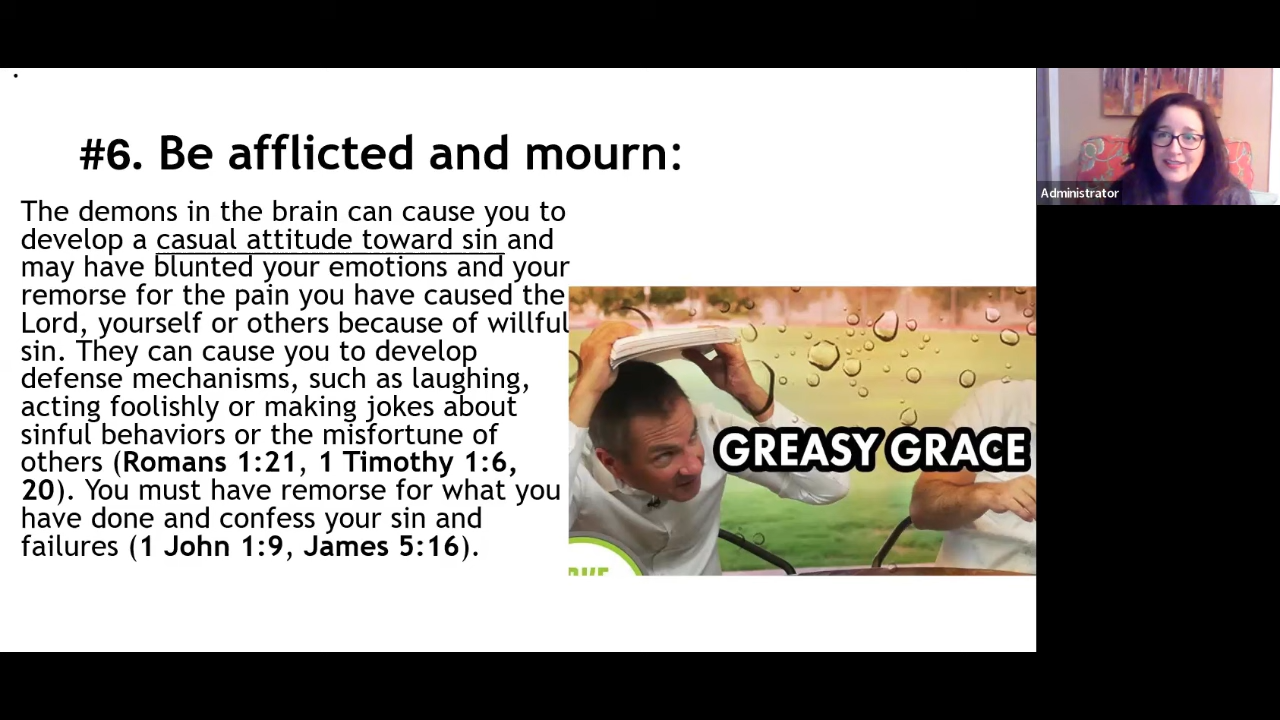 #6. Be afflicted and mourn:
The demons in the brain can cause you to
develop a casual attitude toward sin and
may have blunted your emotions and your
remorse for the pain you have caused the
Lord, yourself or others because of willful
sin. They can cause you to develop
defense mechanisms, such as laughing,
acting foolishly or making jokes about
sinful behaviors or the misfortune of
others (Romans 1:21, 1 Timothy 1:6,
20). You must have remorse for what you
have done and confess your sin and
failures (1 John 1:9, James 5:16).
GREASY GRACE
Administrator